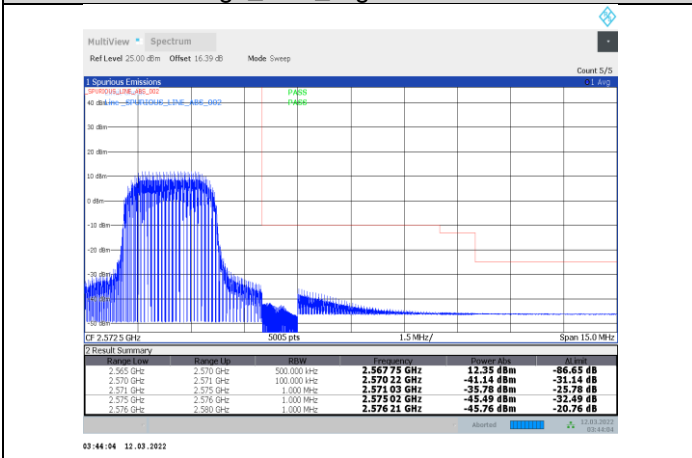 MultiView Spectrum
Ref Level 25.00 dBm Offset 16.39 dB Mode Sweep
Count 5/5
1 Spurious Emissions 1 Avg
_SPURIOUS_LINE_ABE_002 PASS
Line _SPURIOUS_LINE_ABE_002 PASS
30 dBm
20 dBm
10 dBm
0 dBm
-10 dBm
-20 dBm
-30 dBm
CF 2.5725 GHz 5005 pts 1.5 MHz/ Span 15.0 MHz
2 Result Summary
Range Low Range Up RBW Frequency Power Abs ΔLimit
2.565 GHz 2.570 GHz 500.000 kHz 2.567 75 GHz 12.35 dBm -86.65 dB
2.570 GHz 2.571 GHz 100.000 kHz 2.570 22 GHz -41.14 dBm -31.14 dB
2.571 GHz 2.575 GHz 1.000 MHz 2.571 03 GHz -35.78 dBm -25.78 dB
2.575 GHz 2.576 GHz 1.000 MHz 2.575 02 GHz -45.49 dBm -32.49 dB
2.576 GHz 2.580 GHz 1.000 MHz 2.576 21 GHz -45.76 dBm -20.76 dB
Aborted 12.03.2022
03:44:04
03:44:04 12.03.2022